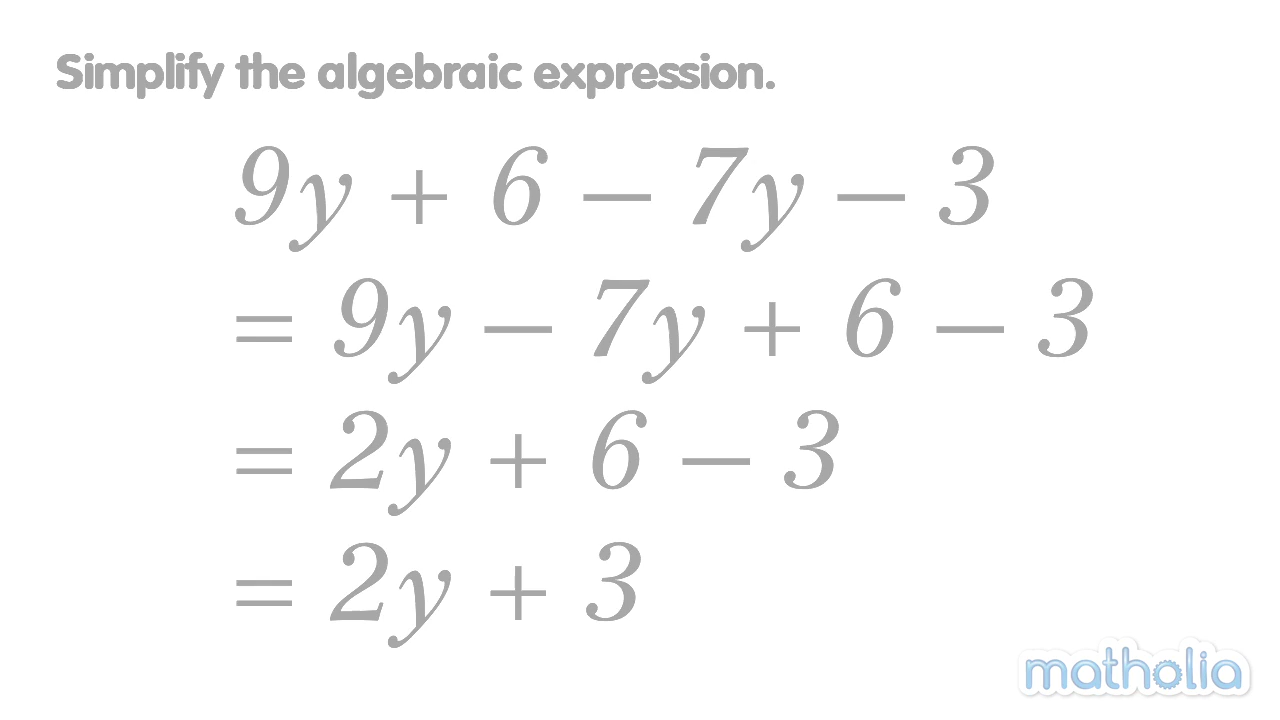 Simplify the algebraic expression.
9y + 6 − 7y − 3
= 9y − 7y + 6 − 3
= 2y + 6 − 3
= 2y + 3
matholia